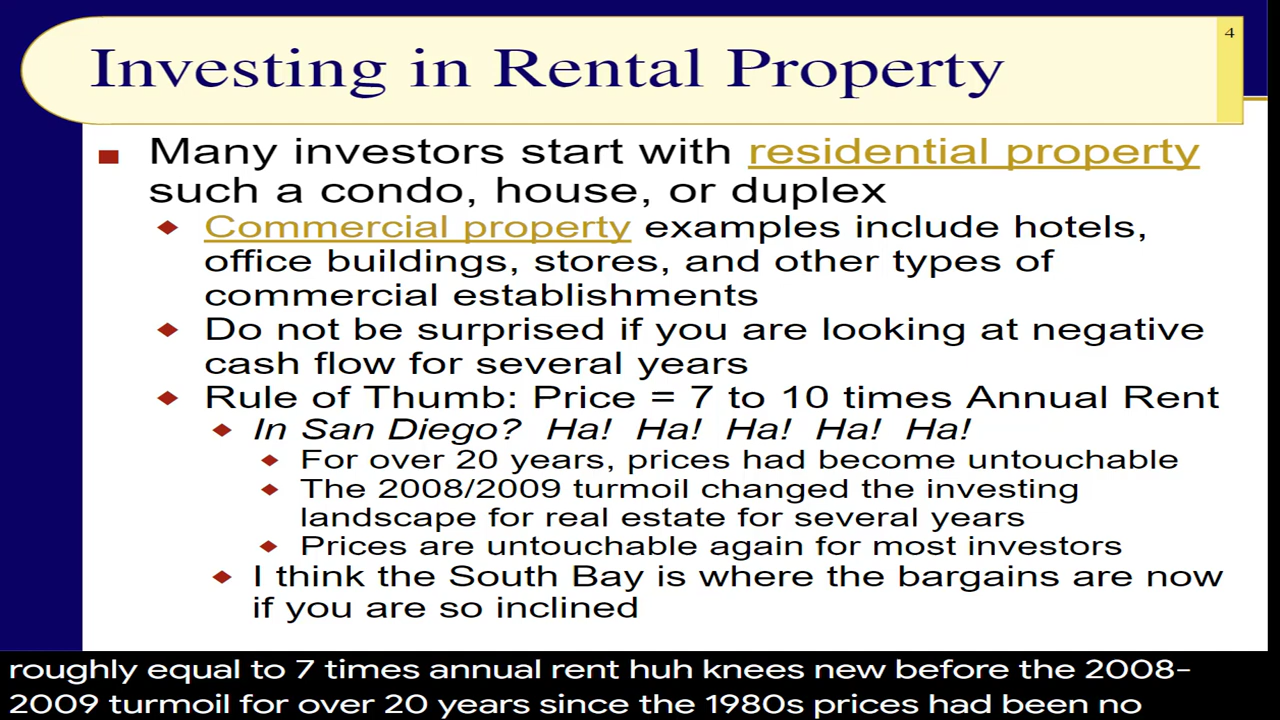 4
Investing in Rental Property
Many investors start with residential property
such a condo, house, or duplex
Commercial property examples include hotels,
office buildings, stores, and other types of
commercial establishments
Do not be surprised if you are looking at negative
cash flow for several years
Rule of Thumb: Price = 7 to 10 times Annual Rent
In San Diego? Ha! Ha! Ha! Ha! Ha!
For over 20 years, prices had become untouchable
The 2008/2009 turmoil changed the investing
landscape for real estate for several years
Prices are untouchable again for most investors
I think the South Bay is where the bargains are now
if you are so inclined
roughly equal to 7 times annual rent huh knees new before the 2008-
2009 turmoil for over 20 years since the 1980s prices had been no